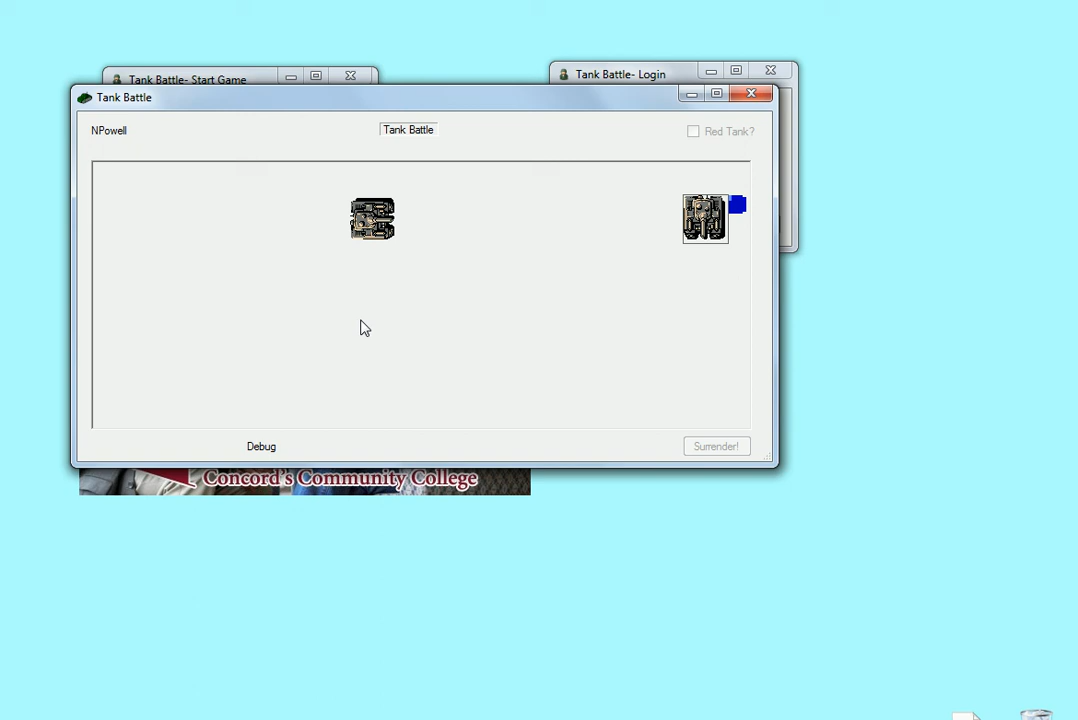 Tank Battle- Start Game
Tank Battle- Login
Tank Battle
NPowell
Tank Battle
Red Tank?
Debug
Surrender!
Concord's Community College